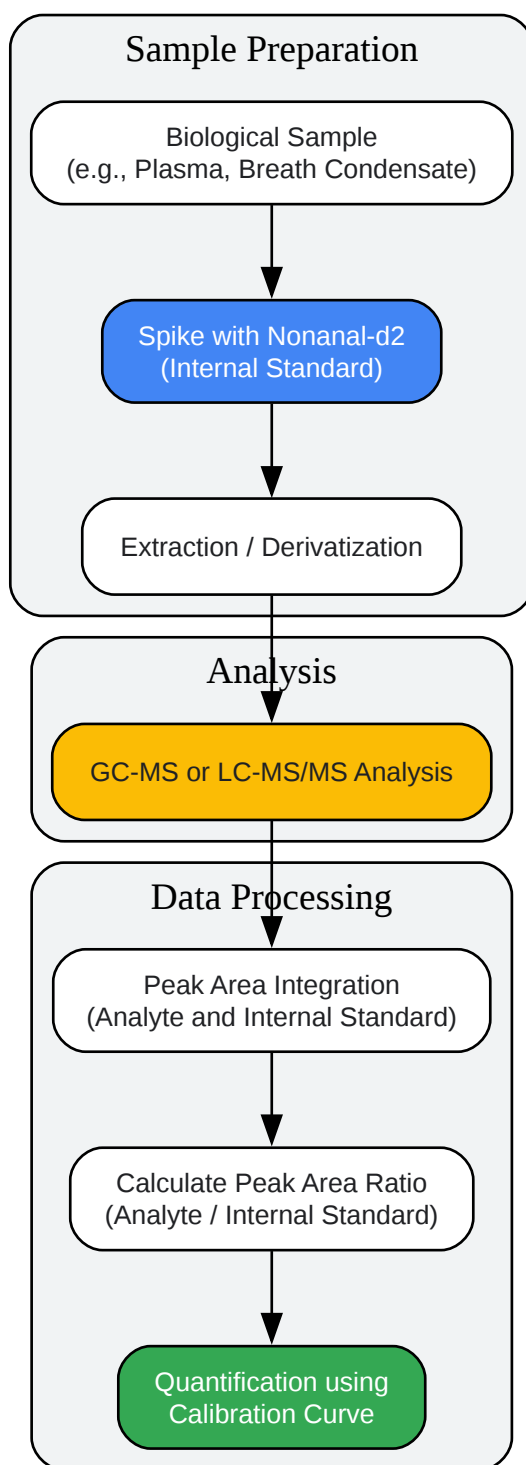 Sample Preparation
Biological Sample
(e.g., Plasma, Breath Condensate)
Spike with Nonanal-d2
(Internal Standard)
Extraction / Derivatization
Analysis
GC-MS or LC-MS/MS Analysis
Data Processing
Peak Area Integration
(Analyte and Internal Standard)
Calculate Peak Area Ratio
(Analyte / Internal Standard)
Quantification using
Calibration Curve